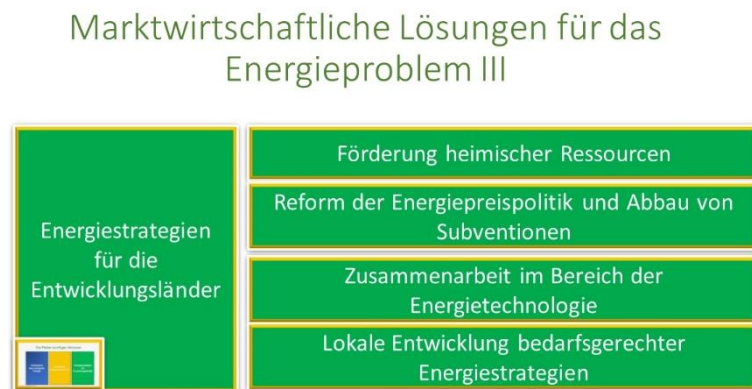 Marktwirtschaftliche Lösungen für das
Energieproblem III
Energiestrategien
für die
Entwicklungsländer
Förderung heimischer Ressourcen
Reform der Energiepreispolitik und Abbau von
Subventionen
Zusammenarbeit im Bereich der
Energietechnologie
Lokale Entwicklung bedarfsgerechter
Energiestrategien